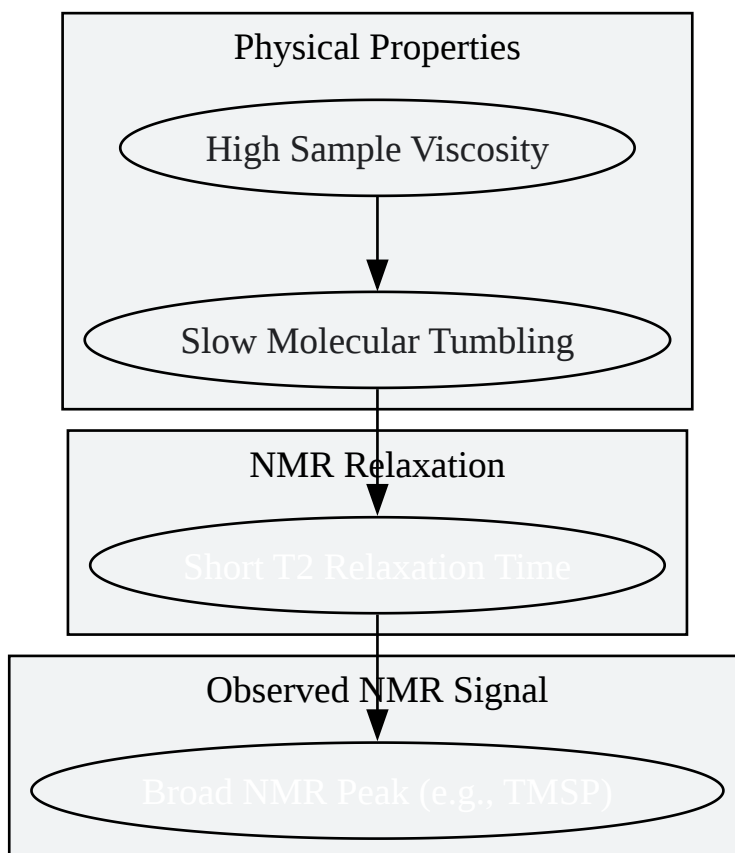 Physical Properties
High Sample Viscosity
Slow Molecular Tumbling
NMR Relaxation
Short T2 Relaxation Time
Observed NMR Signal
Broad NMR Peak (e.g., TMSP)